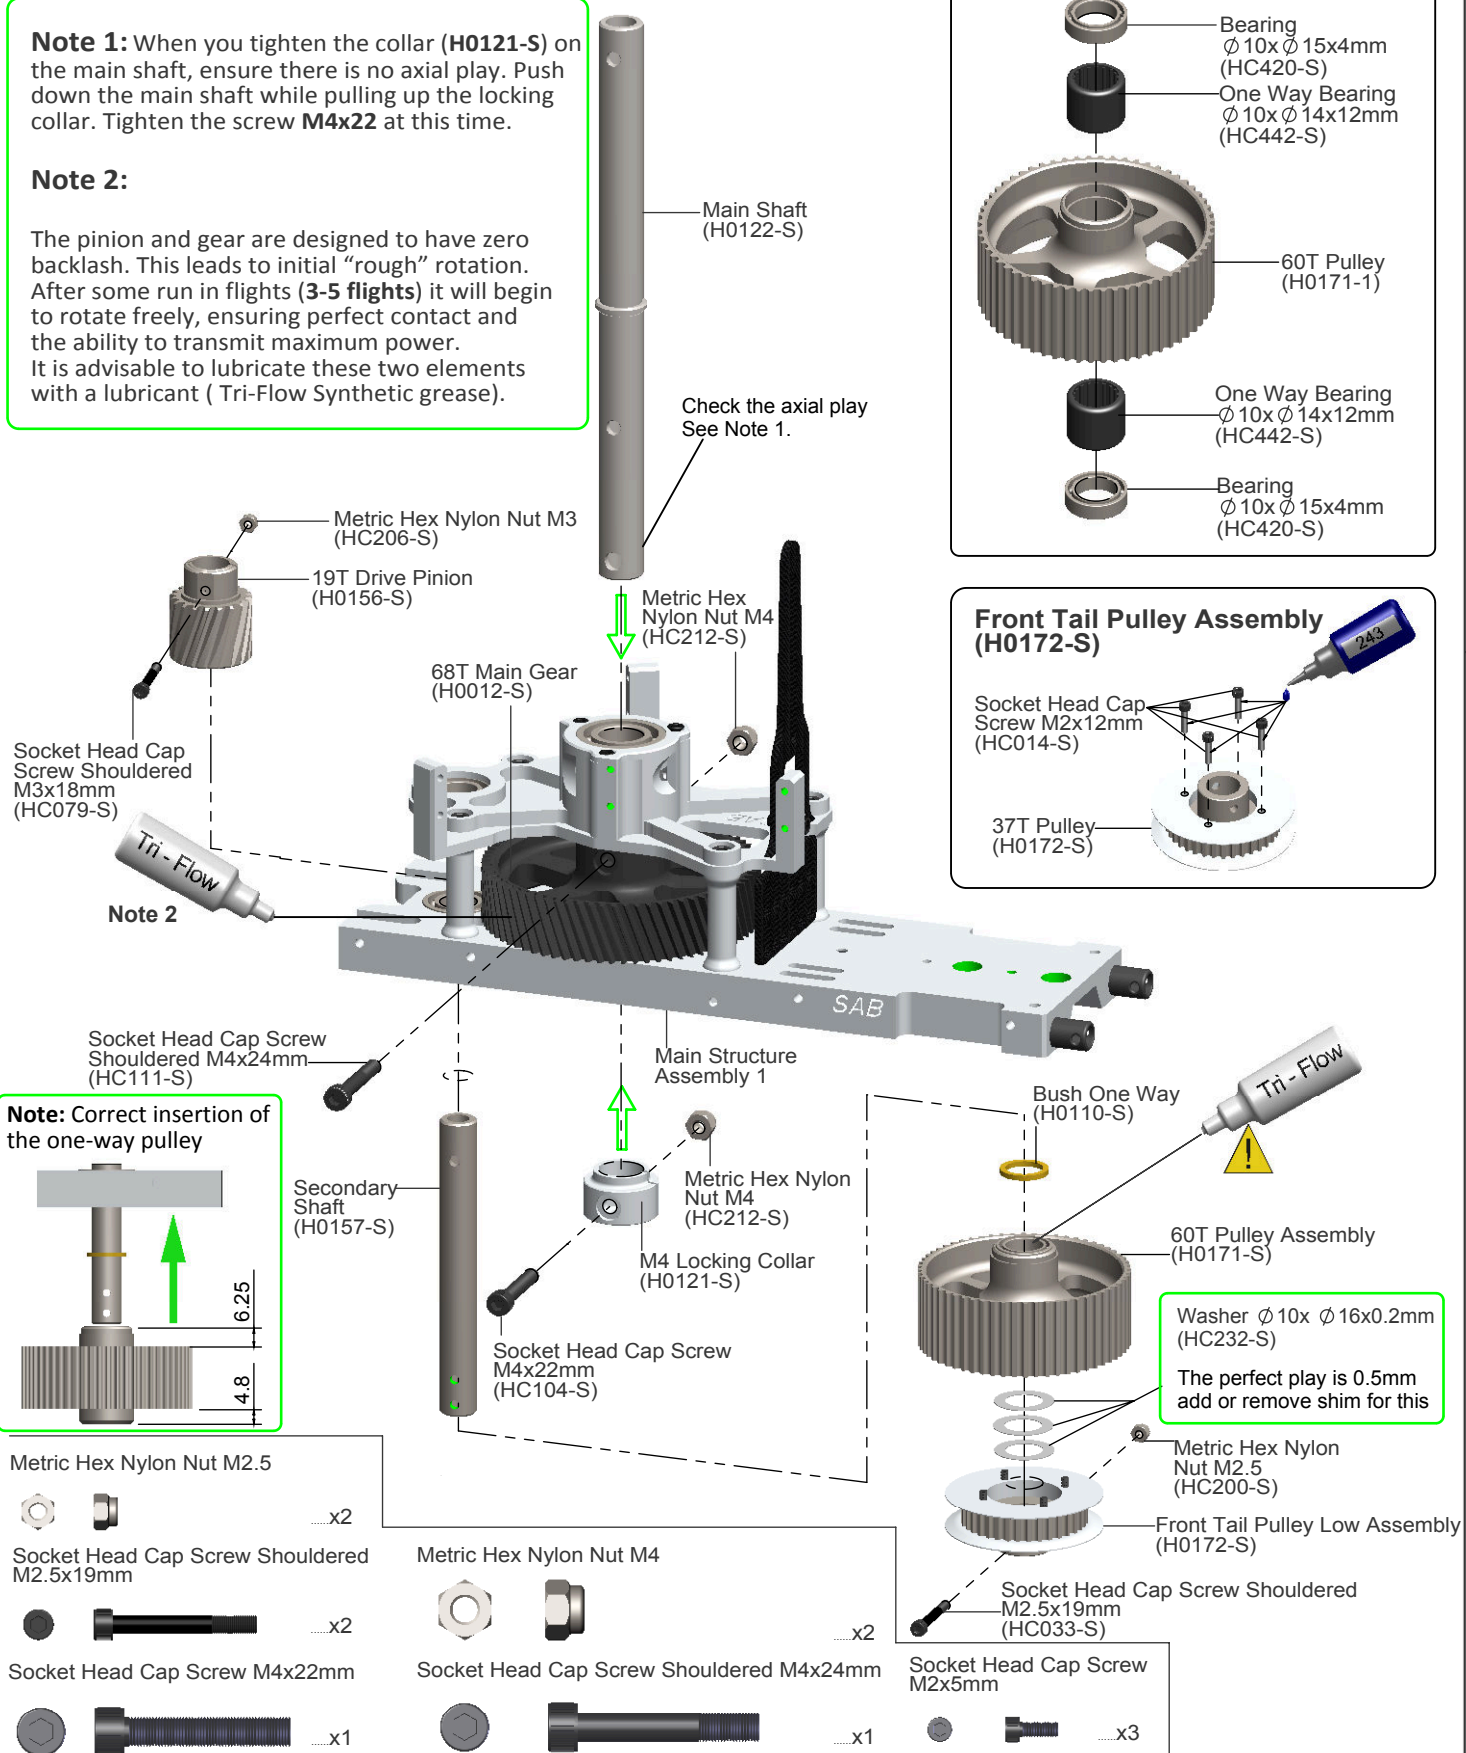 Note 1: When you tighten the collar (H0121-S) on
the main shaft, ensure there is no axial play. Push
down the main shaft while pulling up the locking
collar. Tighten the screw M4x22 at this time.
Note 2:
The pinion and gear are designed to have zero
backlash. This leads to initial “rough” rotation.
After some run in flights (3-5 flights) it will begin
to rotate freely, ensuring perfect contact and
the ability to transmit maximum power.
It is advisable to lubricate these two elements
with a lubricant ( Tri-Flow Synthetic grease).
Main Shaft
(H0122-S)
Check the axial play
See Note 1.
Bearing
∅10x∅15x4mm
(HC420-S)
One Way Bearing
∅10x∅14x12mm
(HC442-S)
60T Pulley
(H0171-1)
One Way Bearing
∅10x∅14x12mm
(HC442-S)
Bearing
∅10x∅15x4mm
(HC420-S)
Metric Hex Nylon Nut M3
(HC206-S)
19T Drive Pinion
(H0156-S)
Socket Head Cap
Screw Shouldered
M3x18mm
(HC079-S)
68T Main Gear
(H0012-S)
Metric Hex
Nylon Nut M4
(HC212-S)
Front Tail Pulley Assembly
(H0172-S)
243
Socket Head Cap
Screw M2x12mm
(HC014-S)
37T Pulley
(H0172-S)
Tri - Flow
Note 2
SAB
Socket Head Cap Screw
Shouldered M4x24mm
(HC111-S)
Main Structure
Assembly 1
Note: Correct insertion of
the one-way pulley
6.25
4.8
Secondary
Shaft
(H0157-S)
Metric Hex Nylon
Nut M4
(HC212-S)
M4 Locking Collar
(H0121-S)
Socket Head Cap Screw
M4x22mm
(HC104-S)
Bush One Way
(H0110-S)
Tri - Flow
!
60T Pulley Assembly
(H0171-S)
Washer ∅10x ∅16x0.2mm
(HC232-S)
The perfect play is 0.5mm
add or remove shim for this
Metric Hex Nylon
Nut M2.5
(HC200-S)
Front Tail Pulley Low Assembly
(H0172-S)
Socket Head Cap Screw Shouldered
M2.5x19mm
(HC033-S)
Metric Hex Nylon Nut M2.5
.....x2
Socket Head Cap Screw Shouldered
M2.5x19mm
.....x2
Socket Head Cap Screw M4x22mm
.....x1
Metric Hex Nylon Nut M4
.....x2
Socket Head Cap Screw Shouldered M4x24mm
.....x1
Socket Head Cap Screw
M2x5mm
.....x3